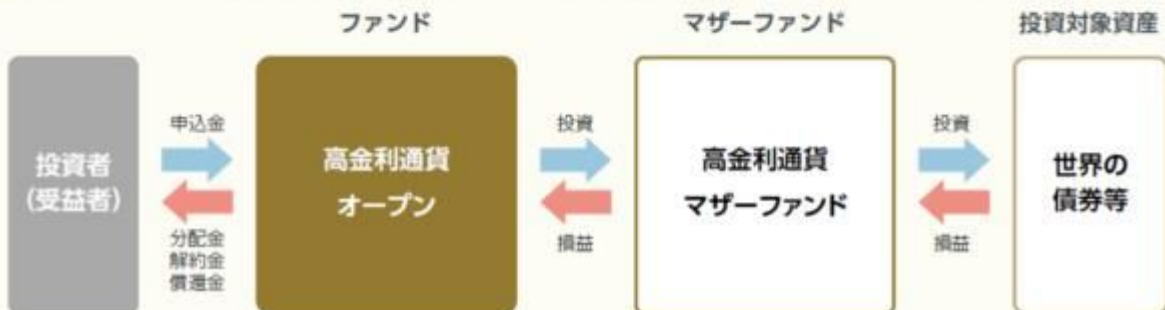 ファンド
マザーファンド
投資対象資産
投資者
(受益者)
申込金
分配金
解約金
償還金
高金利通貨
オープン
投資
損益
高金利通貨
マザーファンド
投資
損益
世界の
債券等